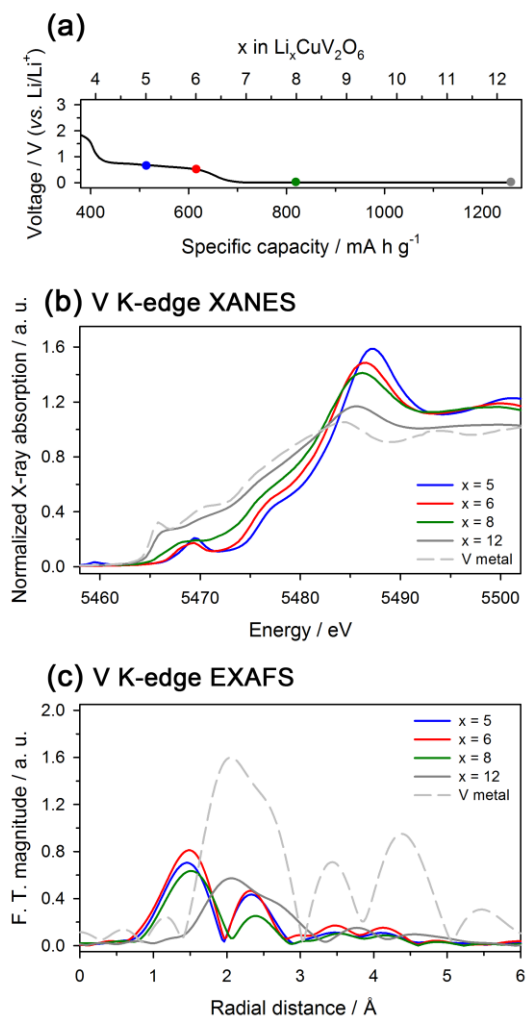 (a)
x in LixCuV2O6
4 5 6 7 8 9 10 11 12
Voltage / V (vs. Li/Li+)
3
2
1
0
400 600 800 1000 1200
Specific capacity / mA h g-1
(b) V K-edge XANES
Normalized X-ray absorption / a. u.
1.6
1.2
0.8
0.4
0.0
x = 5
x = 6
x = 8
x = 12
V metal
5460 5470 5480 5490 5500
Energy / eV
(c) V K-edge EXAFS
F. T. magnitude / a. u.
2.0
1.6
1.2
0.8
0.4
0.0
x = 5
x = 6
x = 8
x = 12
V metal
0 1 2 3 4 5 6
Radial distance / Å